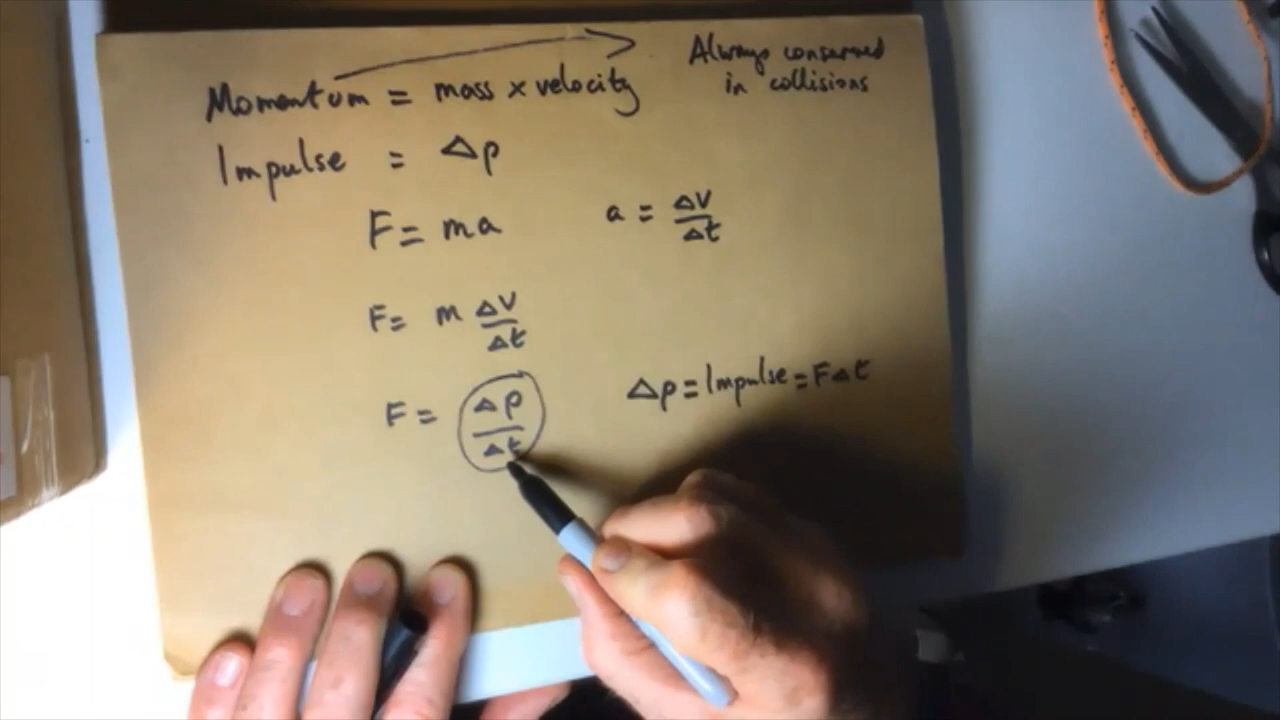 Momentum = mass x velocity
Always conserved
in collisions
Impulse = Δp
F = ma
a = Δv/Δt
F = m Δv/Δt
F = Δp/Δt
Δp = Impulse = FΔt